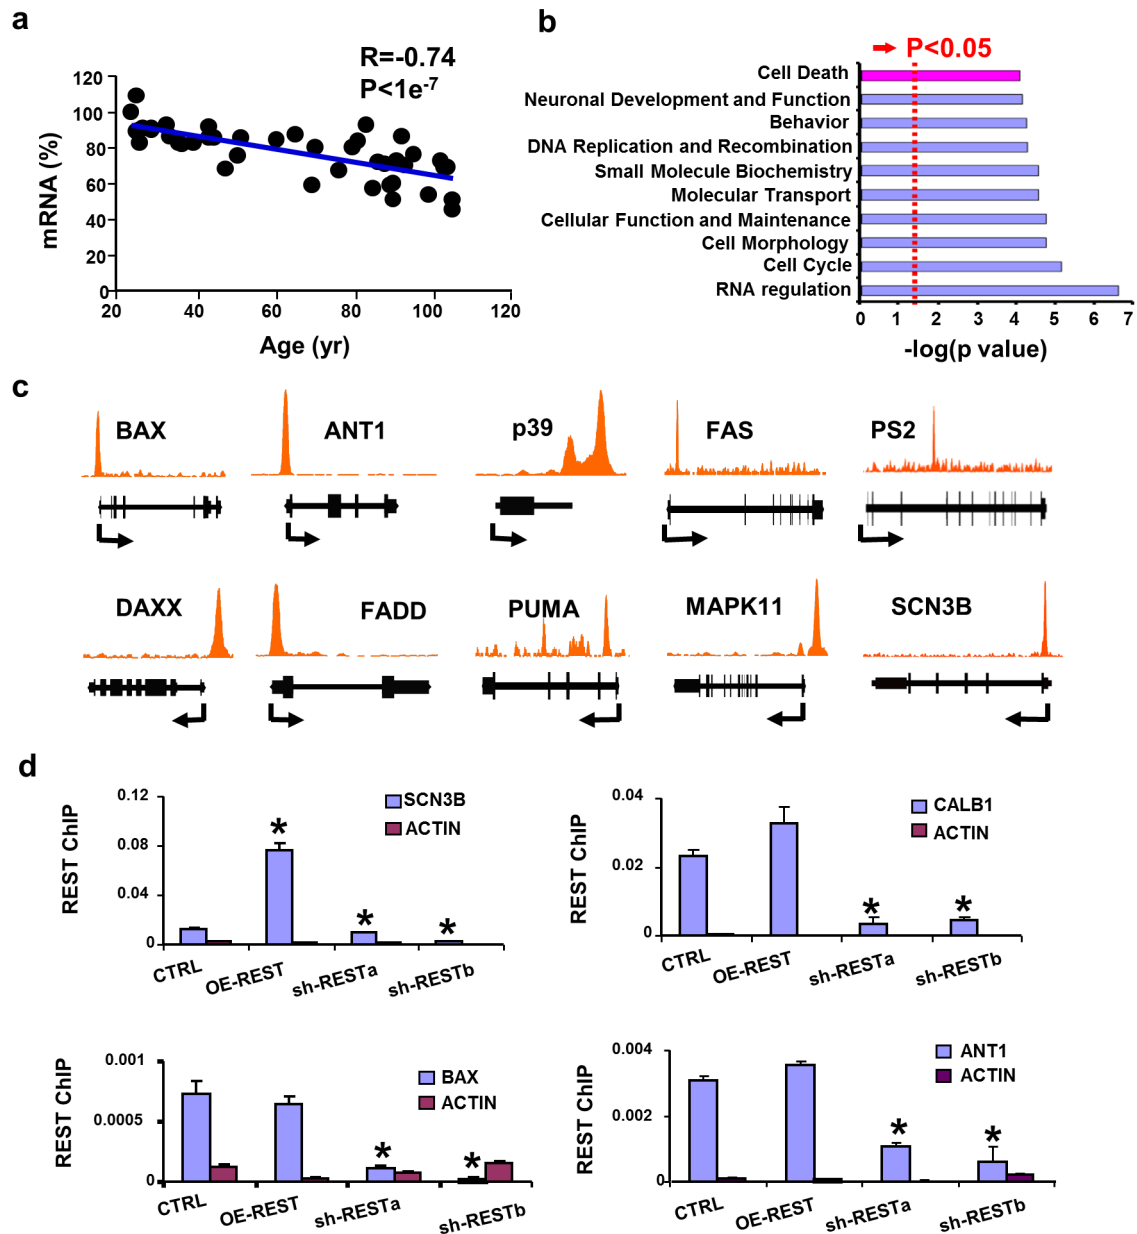 a
R=-0.74
P<1e-7
mRNA (%)
120
100
80
60
40
20
0
20 40 60 80 100 120
Age (yr)
b
P<0.05
Cell Death
Neuronal Development and Function
Behavior
DNA Replication and Recombination
Small Molecule Biochemistry
Molecular Transport
Cellular Function and Maintenance
Cell Morphology
Cell Cycle
RNA regulation
0 1 2 3 4 5 6 7
-log(p value)
c
BAX
ANT1
p39
FAS
PS2
DAXX
FADD
PUMA
MAPK11
SCN3B
d
REST ChIP
0.12
0.08
0.04
0
SCN3B
ACTIN
*
*
*
CTRL
OE-REST
sh-RESTa
sh-RESTb
REST ChIP
0.04
0.02
0
CALB1
ACTIN
*
*
CTRL
OE-REST
sh-RESTa
sh-RESTb
REST ChIP
0.001
0.0005
0
BAX
ACTIN
*
*
CTRL
OE-REST
sh-RESTa
sh-RESTb
REST ChIP
0.004
0.002
0
ANT1
ACTIN
*
*
CTRL
OE-REST
sh-RESTa
sh-RESTb